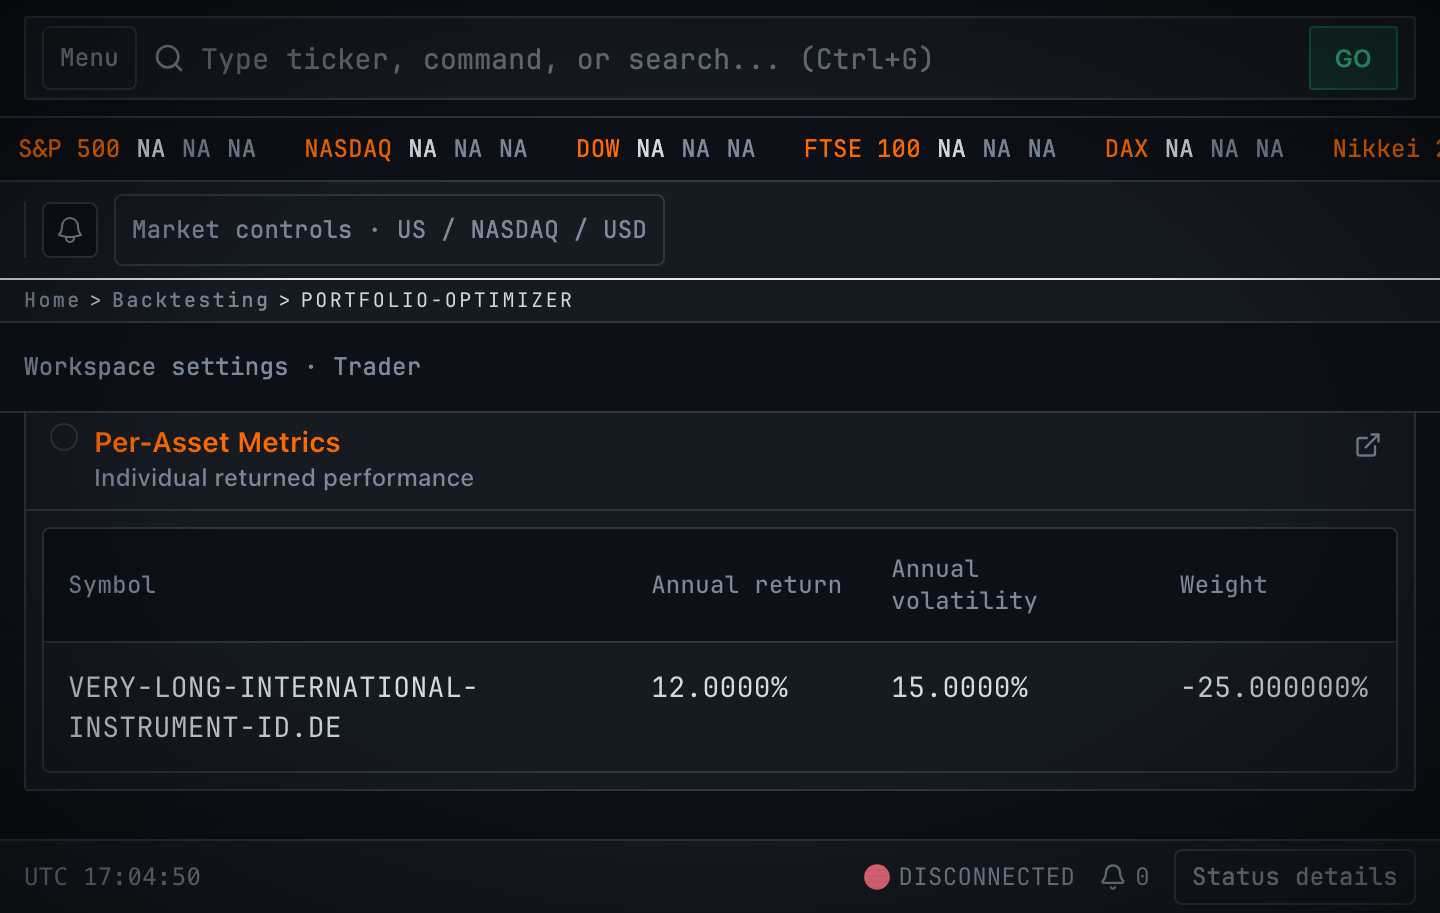 Menu Type ticker, command, or search... (Ctrl+G) GO
S&P 500 NA NA NA NASDAQ NA NA NA DOW NA NA NA FTSE 100 NA NA NA DAX NA NA NA Nikkei
Market controls · US / NASDAQ / USD
Home > Backtesting > PORTFOLIO-OPTIMIZER
Workspace settings · Trader
Per-Asset Metrics
Individual returned performance
Symbol Annual return Annual volatility Weight
VERY-LONG-INTERNATIONAL- 12.0000% 15.0000% -25.000000%
INSTRUMENT-ID.DE
UTC 17:04:50 DISCONNECTED 0 Status details